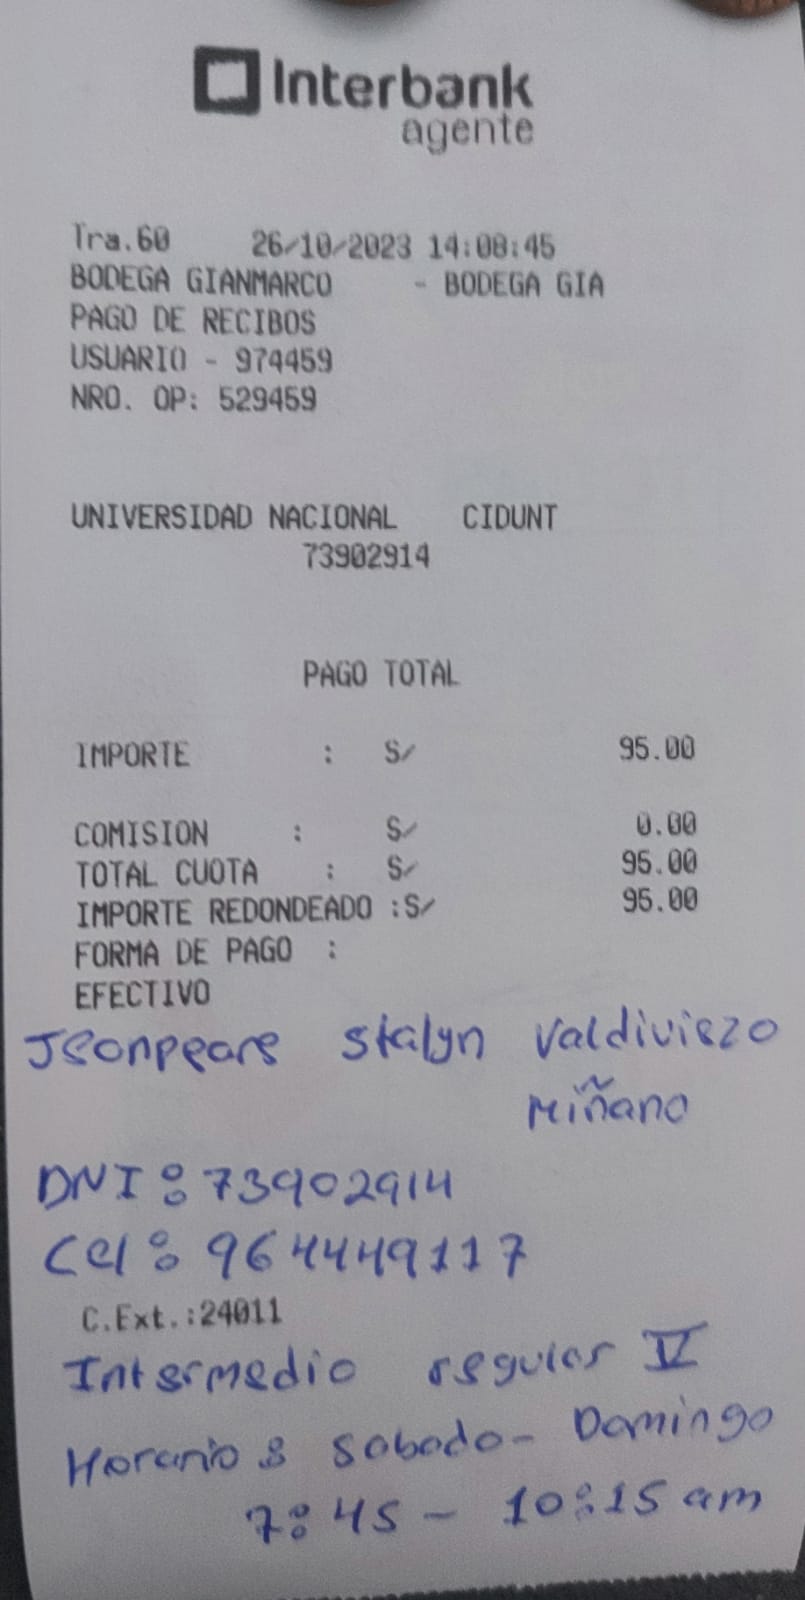 Interbank
agente
Tra.60 26/10/2023 14:08:45
BODEGA GIANMARCO - BODEGA GIA
PAGO DE RECIBOS
USUARIO - 974459
NRO. OP: 529459
UNIVERSIDAD NACIONAL CIDUNT
73902914
PAGO TOTAL
IMPORTE : S/ 95.00
COMISION : S/ 0.00
TOTAL CUOTA : S/ 95.00
IMPORTE REDONDEADO :S/ 95.00
FORMA DE PAGO :
EFECTIVO
Jeonpears Stalyn Valdiviezo
Miñano
DNI: 73902914
Cel: 964449117
C.Ext.:24011
Intermedio regular IV
Horario: Sabado - Domingo
7:45 - 10:15 am